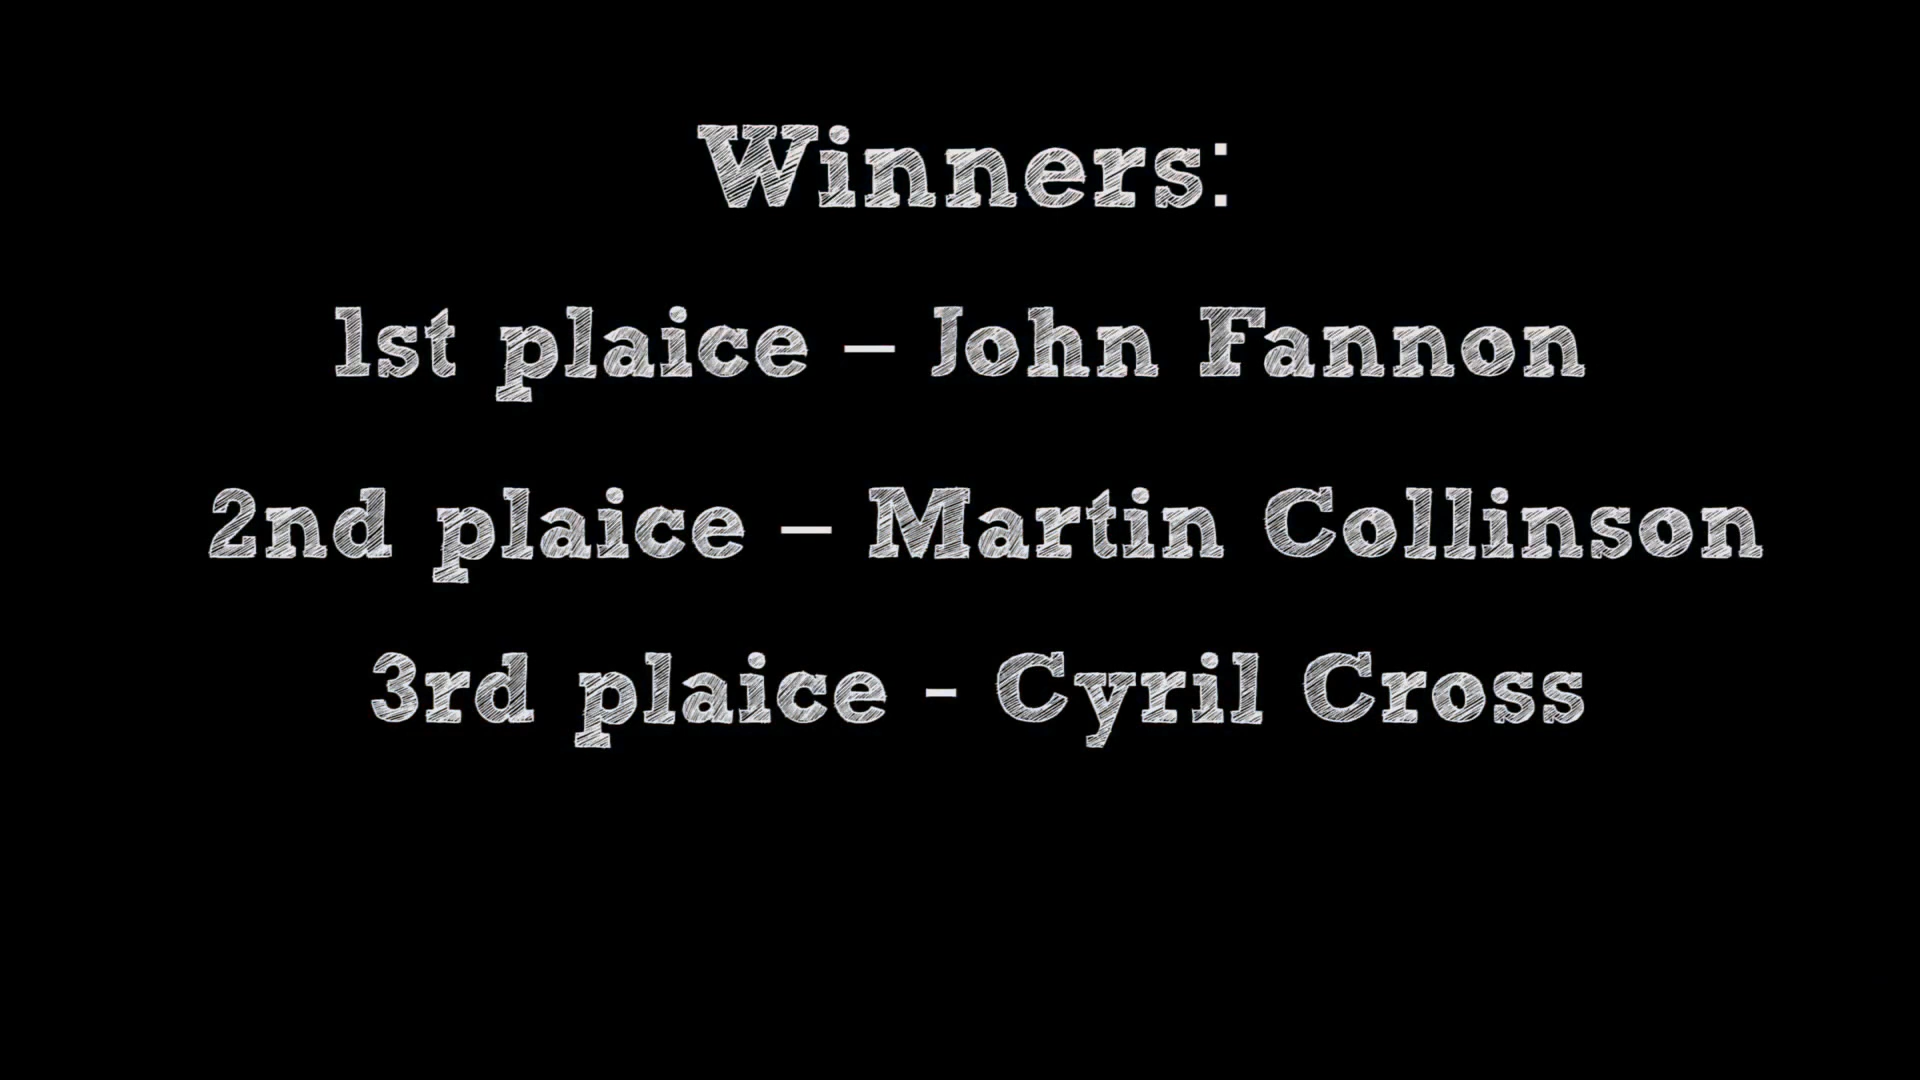 Winners:
1st plaice – John Fannon
2nd plaice – Martin Collinson
3rd plaice - Cyril Cross